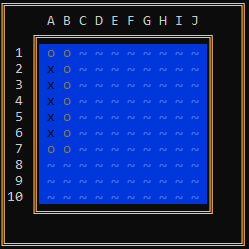 A B C D E F G H I J
1 o o ~ ~ ~ ~ ~ ~ ~ ~
2 x o ~ ~ ~ ~ ~ ~ ~ ~
3 x o ~ ~ ~ ~ ~ ~ ~ ~
4 x o ~ ~ ~ ~ ~ ~ ~ ~
5 x o ~ ~ ~ ~ ~ ~ ~ ~
6 x o ~ ~ ~ ~ ~ ~ ~ ~
7 o o ~ ~ ~ ~ ~ ~ ~ ~
8 ~ ~ ~ ~ ~ ~ ~ ~ ~ ~
9 ~ ~ ~ ~ ~ ~ ~ ~ ~ ~
10 ~ ~ ~ ~ ~ ~ ~ ~ ~ ~